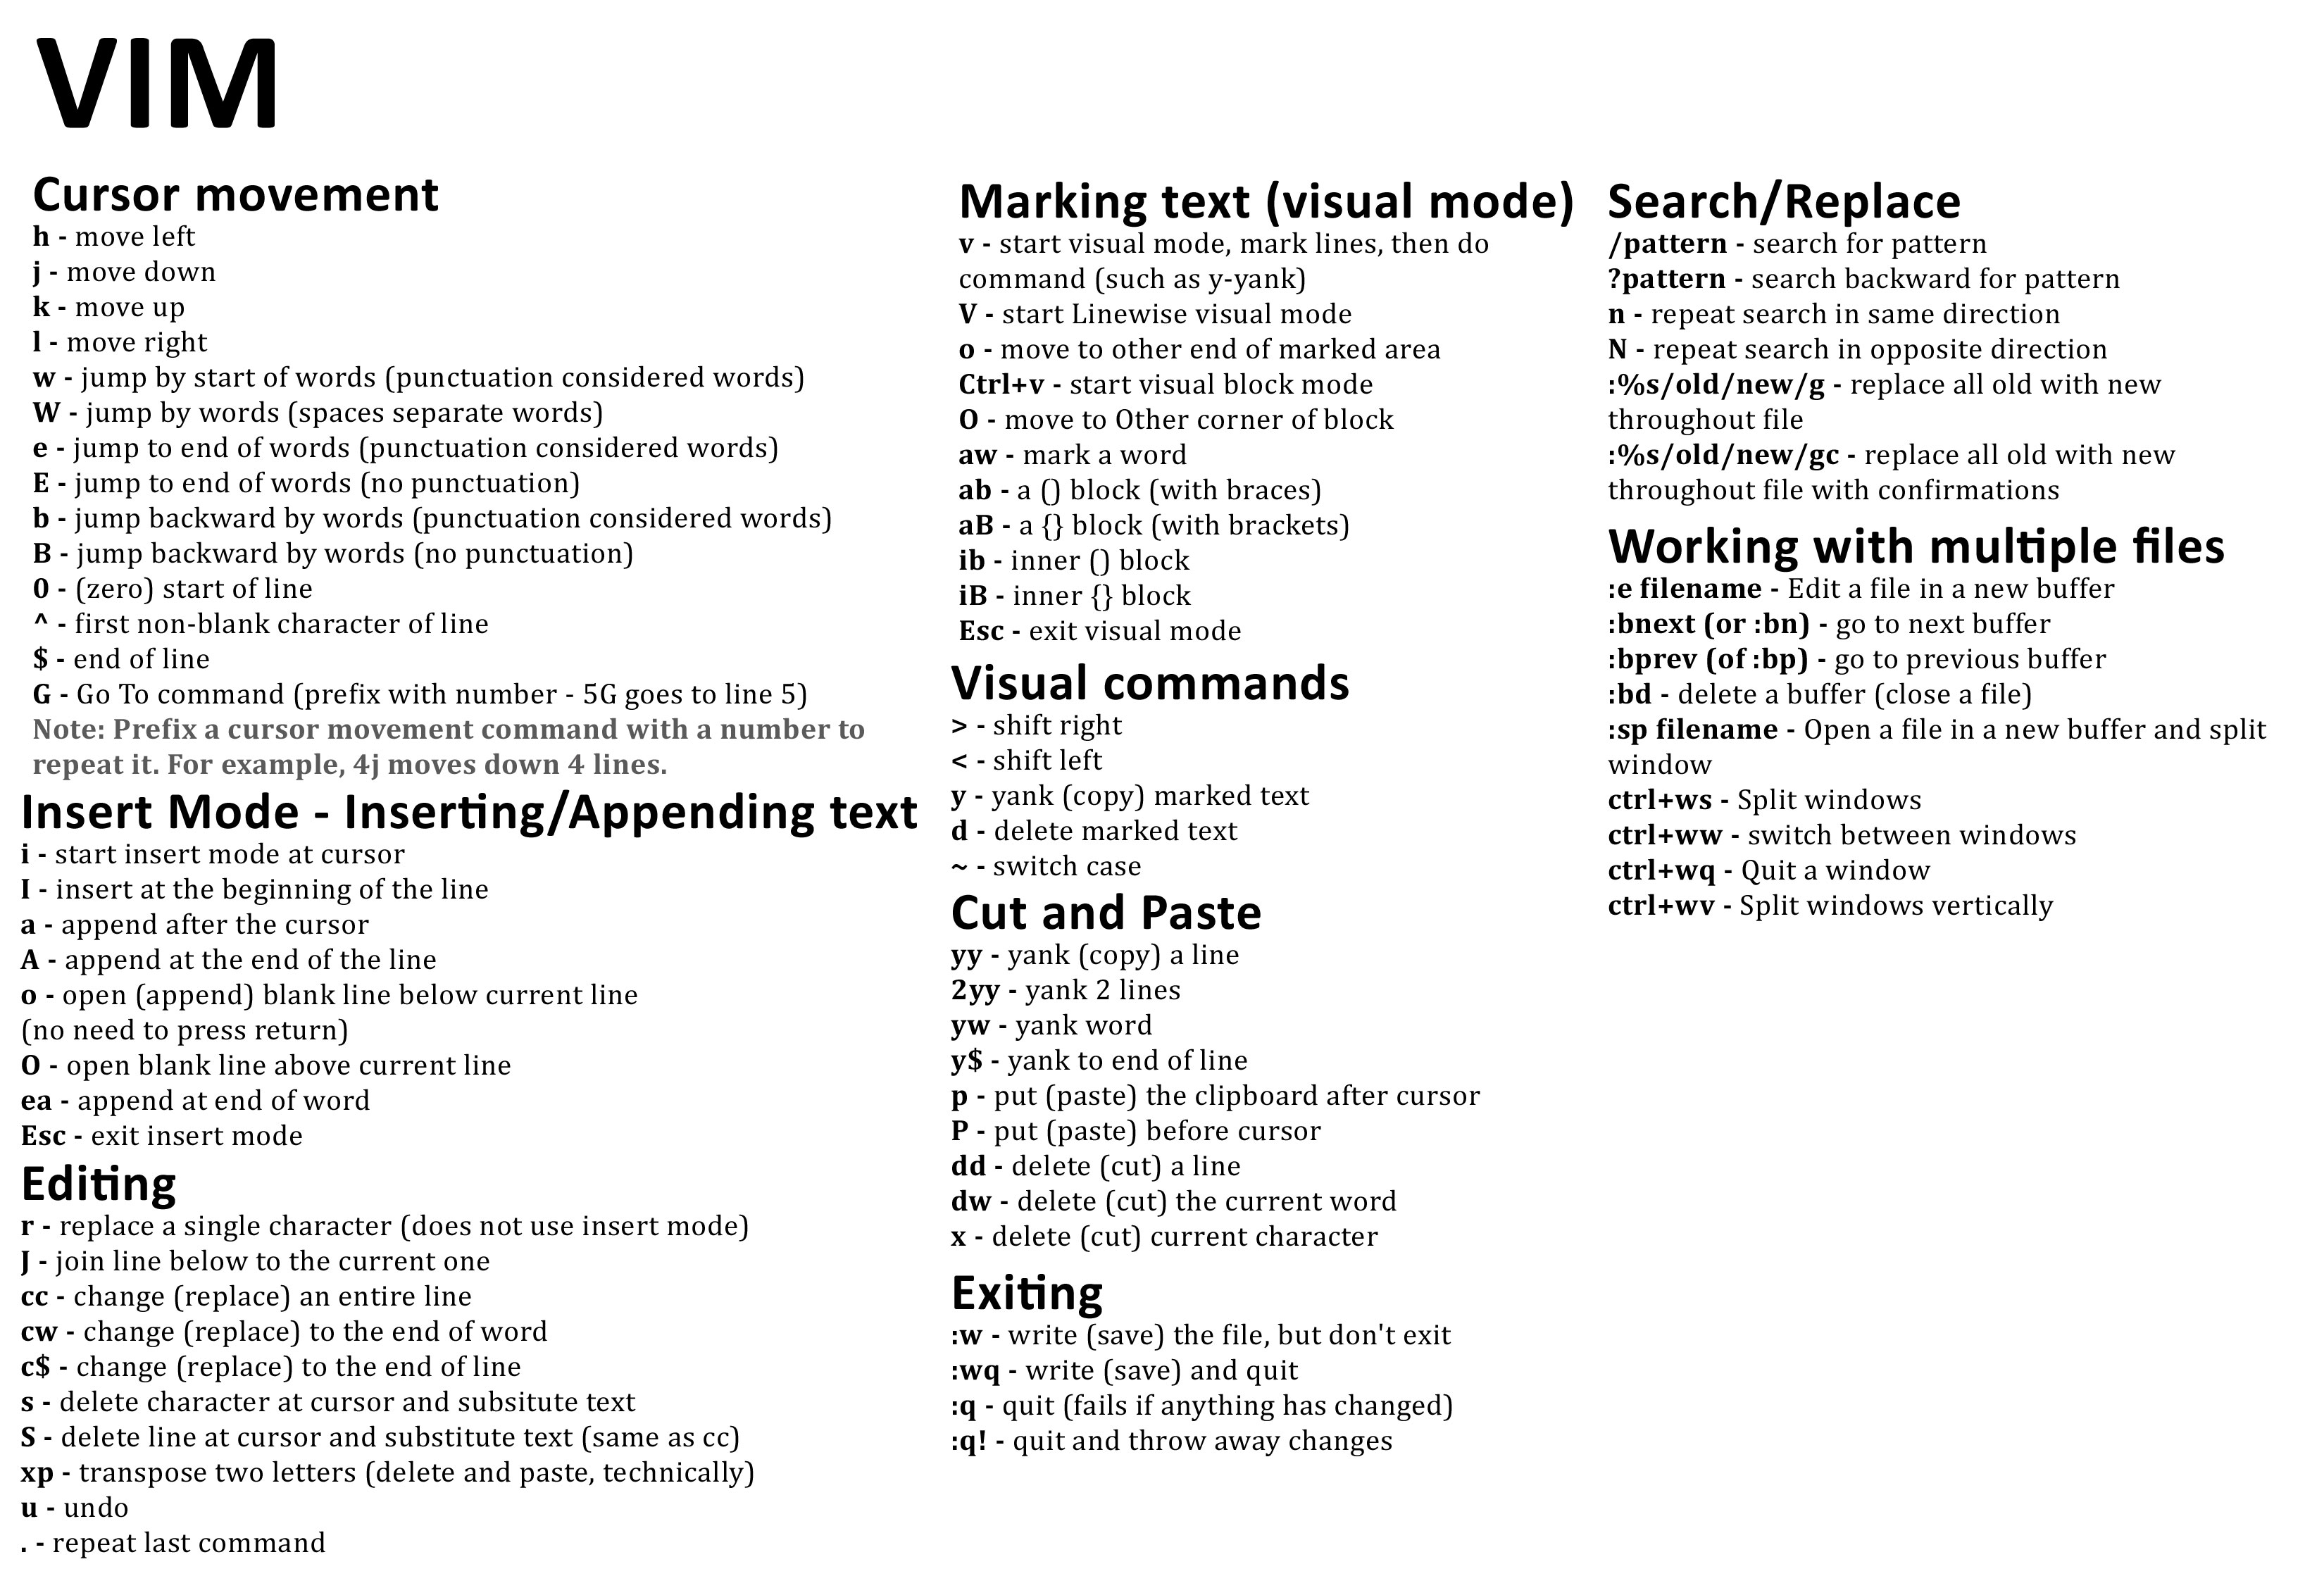 VIM
Cursor movement
h - move left
j - move down
k - move up
l - move right
w - jump by start of words (punctuation considered words)
W - jump by words (spaces separate words)
e - jump to end of words (punctuation considered words)
E - jump to end of words (no punctuation)
b - jump backward by words (punctuation considered words)
B - jump backward by words (no punctuation)
0 - (zero) start of line
^ - first non-blank character of line
$ - end of line
G - Go To command (prefix with number - 5G goes to line 5)
Note: Prefix a cursor movement command with a number to
repeat it. For example, 4j moves down 4 lines.
Insert Mode - Inserting/Appending text
i - start insert mode at cursor
I - insert at the beginning of the line
a - append after the cursor
A - append at the end of the line
o - open (append) blank line below current line
(no need to press return)
O - open blank line above current line
ea - append at end of word
Esc - exit insert mode
Editing
r - replace a single character (does not use insert mode)
J - join line below to the current one
cc - change (replace) an entire line
cw - change (replace) to the end of word
c$ - change (replace) to the end of line
s - delete character at cursor and subsitute text
S - delete line at cursor and substitute text (same as cc)
xp - transpose two letters (delete and paste, technically)
u - undo
. - repeat last command
Marking text (visual mode)
v - start visual mode, mark lines, then do
command (such as y-yank)
V - start Linewise visual mode
o - move to other end of marked area
Ctrl+v - start visual block mode
O - move to Other corner of block
aw - mark a word
ab - a () block (with braces)
aB - a {} block (with brackets)
ib - inner () block
iB - inner {} block
Esc - exit visual mode
Visual commands
> - shift right
< - shift left
y - yank (copy) marked text
d - delete marked text
~ - switch case
Cut and Paste
yy - yank (copy) a line
2yy - yank 2 lines
yw - yank word
y$ - yank to end of line
p - put (paste) the clipboard after cursor
P - put (paste) before cursor
dd - delete (cut) a line
dw - delete (cut) the current word
x - delete (cut) current character
Exiting
:w - write (save) the file, but don't exit
:wq - write (save) and quit
:q - quit (fails if anything has changed)
:q! - quit and throw away changes
Search/Replace
/pattern - search for pattern
?pattern - search backward for pattern
n - repeat search in same direction
N - repeat search in opposite direction
:%s/old/new/g - replace all old with new
throughout file
:%s/old/new/gc - replace all old with new
throughout file with confirmations
Working with multiple files
:e filename - Edit a file in a new buffer
:bnext (or :bn) - go to next buffer
:bprev (of :bp) - go to previous buffer
:bd - delete a buffer (close a file)
:sp filename - Open a file in a new buffer and split
window
ctrl+ws - Split windows
ctrl+ww - switch between windows
ctrl+wq - Quit a window
ctrl+wv - Split windows vertically